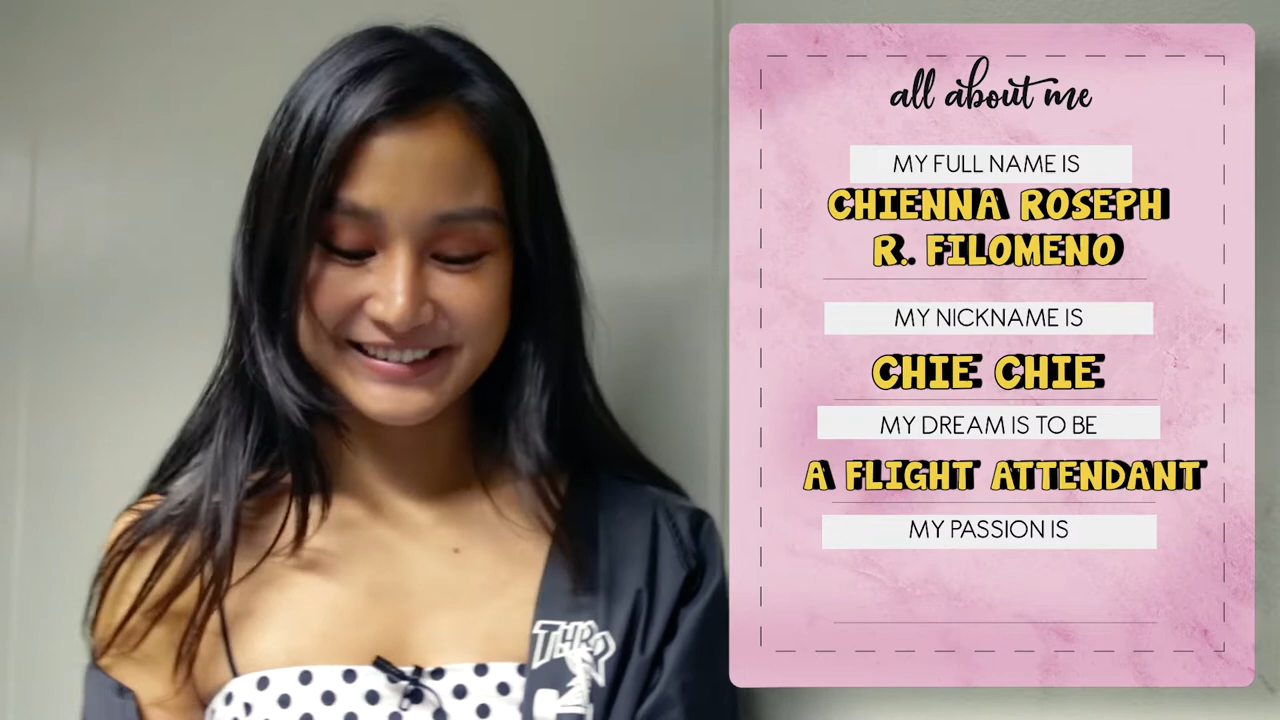 all about me
MY FULL NAME IS
CHIENNA ROSEPH
R. FILOMENO
MY NICKNAME IS
CHIE CHIE
MY DREAM IS TO BE
A FLIGHT ATTENDANT
MY PASSION IS